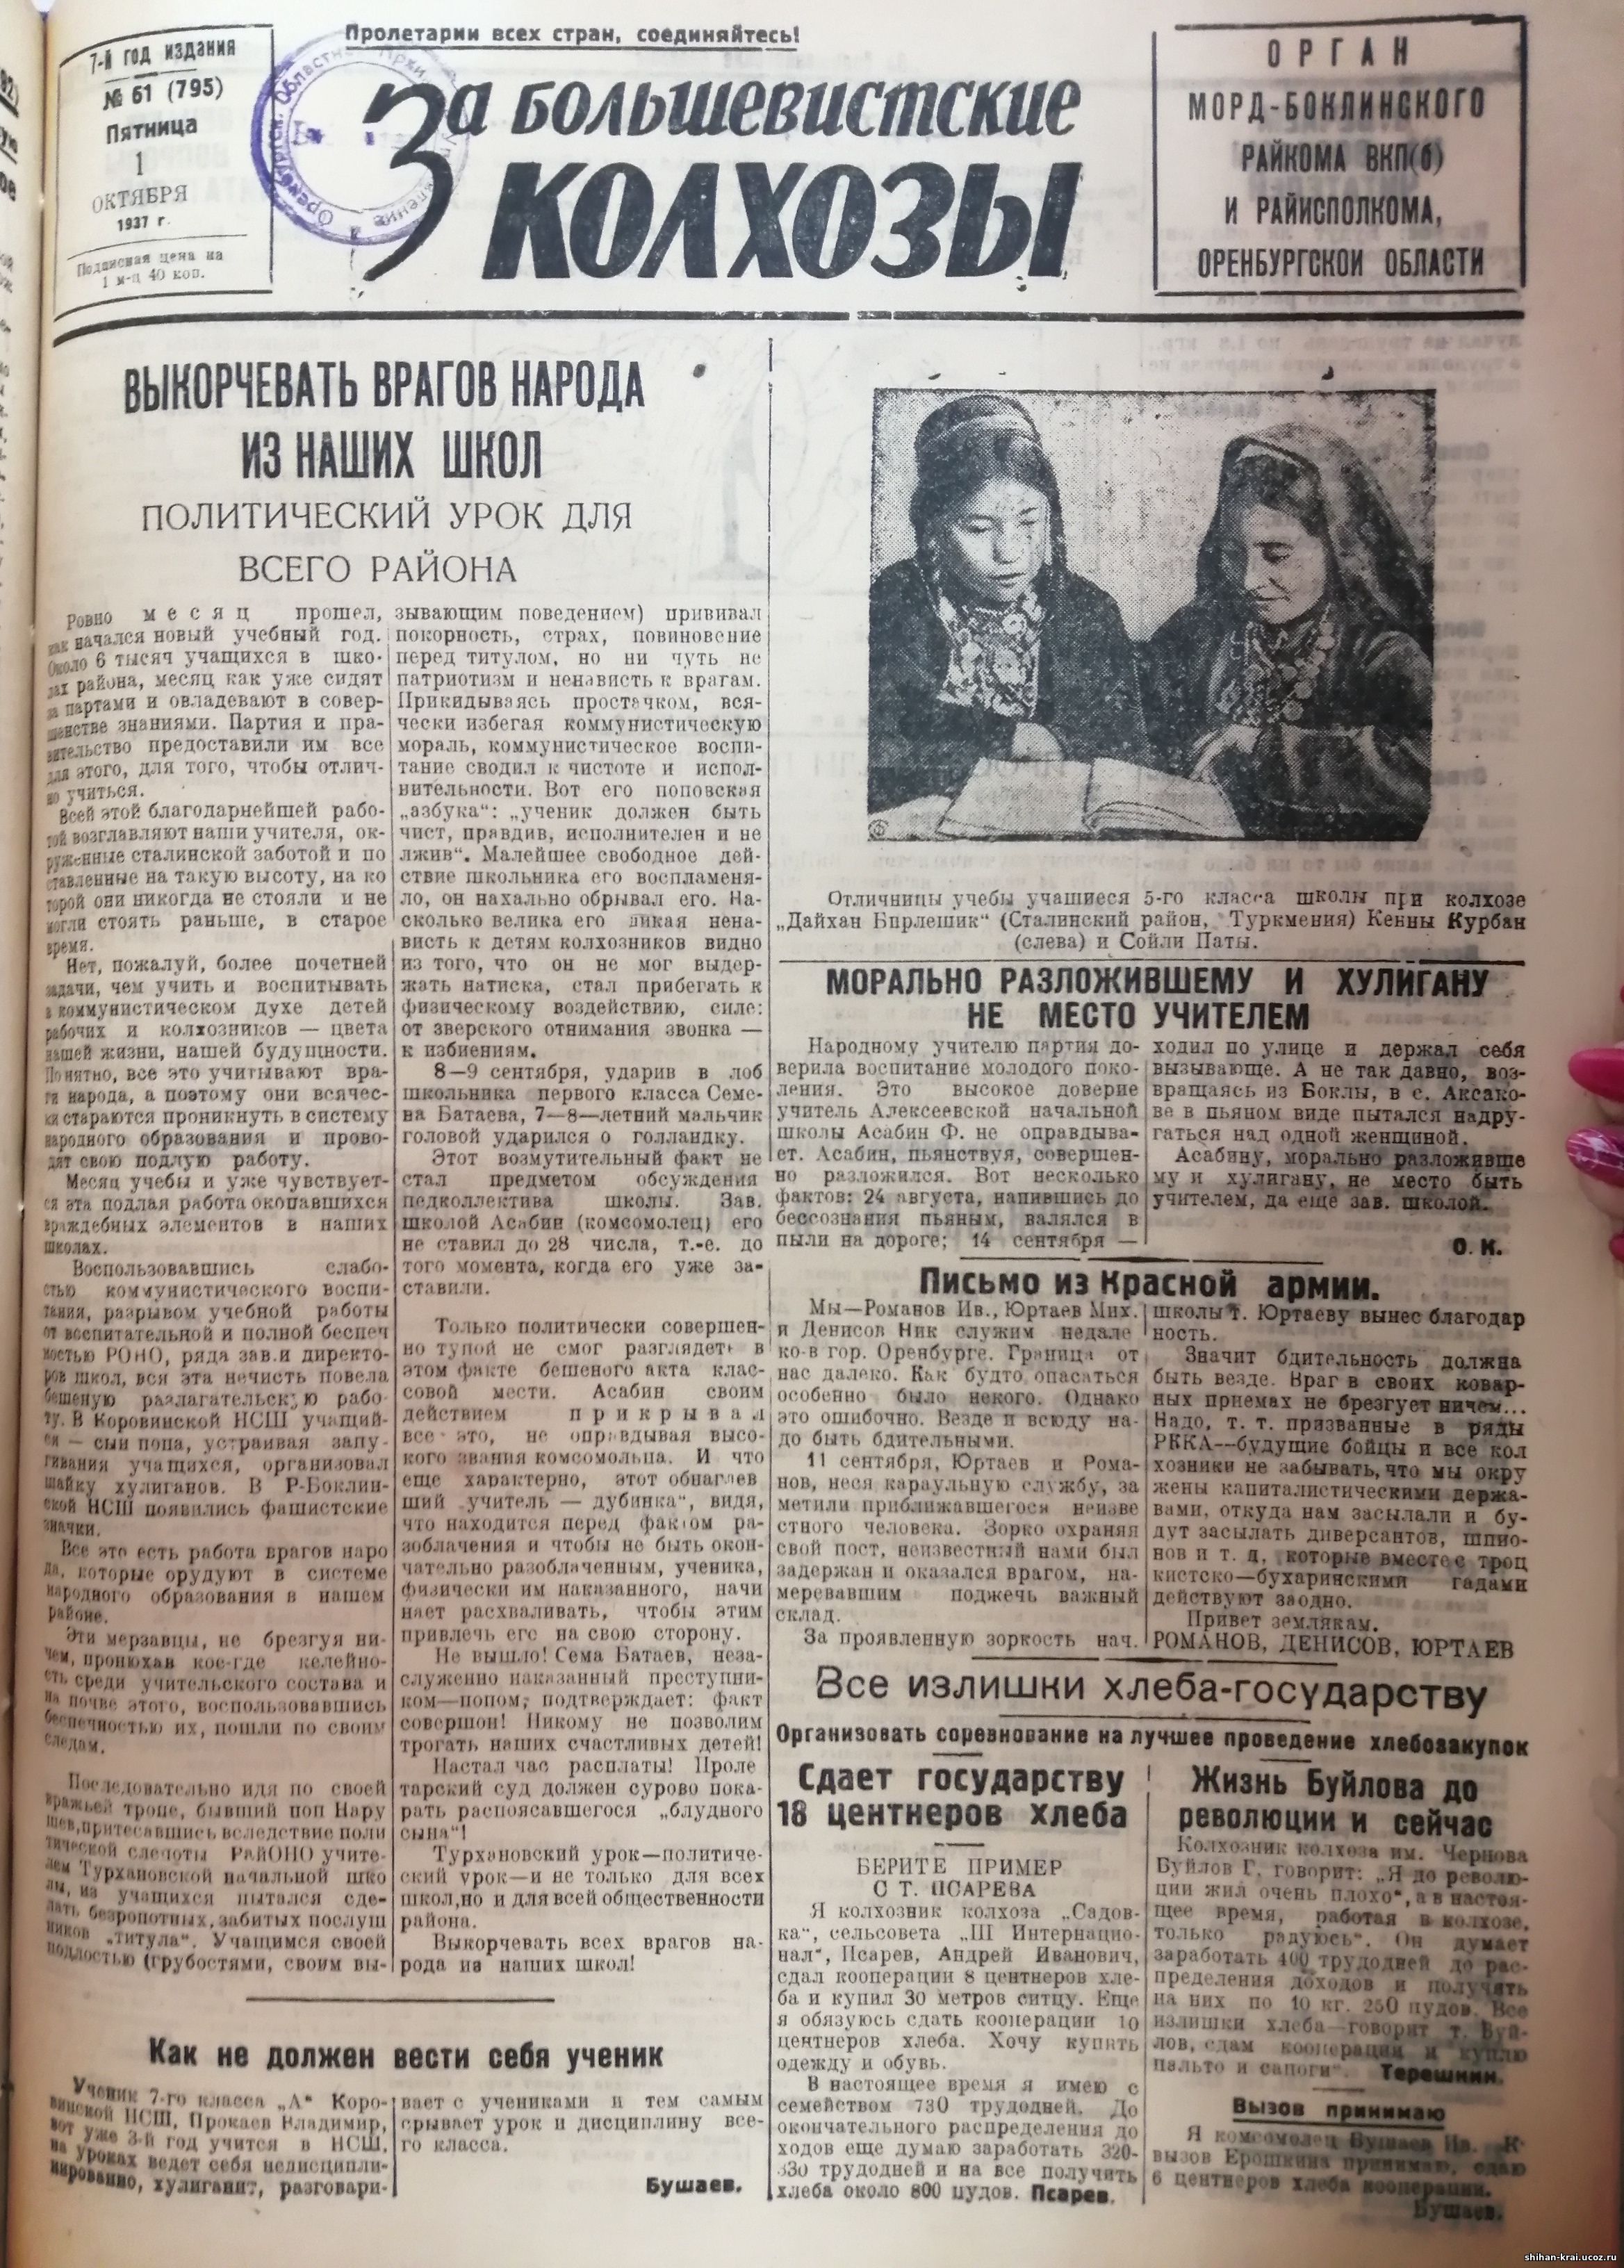 Пролетарии всех стран, соединяйтесь!
7-й год издания
№ 61 (795)
Пятница
1
ОКТЯБРЯ
1937 г.
Подписная цена на
1 м-ц 40 коп.
За большевистские
КОЛХОЗЫ
ОРГАН
МОРД-БОКЛИНСКОГО
РАЙКОМА ВКП(б)
И РАЙИСПОЛКОМА,
ОРЕНБУРГСКОЙ ОБЛАСТИ
ВЫКОРЧЕВАТЬ ВРАГОВ НАРОДА
ИЗ НАШИХ ШКОЛ
ПОЛИТИЧЕСКИЙ УРОК ДЛЯ
ВСЕГО РАЙОНА
Ровно месяц прошел,
как начался новый учебный год.
Около 6 тысяч учащихся в шко-
лах района, месяц как уже сидят
за партами и овладевают в совер-
шенстве знаниями. Партия и пра-
вительство предоставили им все
для этого, для того, чтобы отлич-
но учиться.
Всей этой благодарнейшей рабо-
той возглавляют наши учителя, ок-
руженные сталинской заботой и по
ставленные на такую высоту, на ко
торой они никогда не стояли и не
могли стоять раньше, в старое
время.
Нет, пожалуй, более почетней
задачи, чем учить и воспитывать
в коммунистическом духе детей
рабочих и колхозников — цвета
нашей жизни, нашей будущности.
Понятно, все это учитывают вра-
ги народа, а поэтому они всячес-
ки стараются проникнуть в систему
народного образования и прово-
дят свою подлую работу.
Месяц учебы и уже чувствует-
ся эта подлая работа окопавшихся
враждебных элементов в наших
школах.
Воспользовавшись слабо-
стью коммунистического воспи-
тания, разрывом учебной работы
от воспитательной и полной беспеч
ностью РОНО, ряда зав.и директо-
ров школ, вся эта нечисть повела
бешеную разлагательскую рабо
ту. В Коровинской НСШ учащий-
ся — сын попа, устраивая запу-
гивания учащихся, организовал
шайку хулиганов. В Р-Боклин-
ской НСШ появились фашистские
значки.
Все это есть работа врагов наро
да, которые орудуют в системе
народного образования в нашем
районе.
Эти мерзавцы, не брезгуя ни-
чем, пронюхав кое-где келейно-
сть среди учительского состава и
на почве этого, воспользовавшись
беспечностью их, пошли по своим
следам.
Последовательно идя по своей
вражьей тропе, бывший поп Нару
шев,притесавшись вследствие поли
тической слепоты РайОНО учите-
лем Турхановской начальной шко
лы, из учащихся пытался сде-
лать безропотных, забитых послуш
ников „титула“. Учащимся своей
подлостью (грубостями, своим вы-
зывающим поведением) прививал
покорность, страх, повиновение
перед титулом, но ни чуть не
патриотизм и ненависть к врагам.
Прикидываясь простачком, вся-
чески избегая коммунистическую
мораль, коммунистическое воспи-
тание сводил к чистоте и испол-
нительности. Вот его поповская
„азбука“: „ученик должен быть
чист, правдив, исполнителен и не
лжив“. Малейшее свободное дей-
ствие школьника его воспламеня-
ло, он нахально обрывал его. На-
сколько велика его дикая нена-
висть к детям колхозников видно
из того, что он не мог выдер-
жать натиска, стал прибегать к
физическому воздействию, силе:
от зверского отнимания звонка —
к избиениям.
8—9 сентября, ударив в лоб
школьника первого класса Семе-
на Батаева, 7—8—летний мальчик
головой ударился о голландку.
Этот возмутительный факт не
стал предметом обсуждения
педколлектива школы. Зав.
школой Асабин (комсомолец) его
не ставил до 28 числа, т.-е. до
того момента, когда его уже за-
ставили.
Только политически совершен-
но тупой не смог разглядеть в
этом факте бешеного акта клас-
совой мести. Асабин своим
действием прикрывал
все это, не оправдывая высо-
кого звания комсомольца. И что
еще характерно, этот обнаглев
ший „учитель — дубинка“, видя,
что находится перед фактом ра-
зоблачения и чтобы не быть окон-
чательно разоблаченным, ученика,
физически им наказанного, начи
нает расхваливать, чтобы этим
привлечь его на свою сторону.
Не вышло! Сема Батаев, неза-
служенно наказанный преступни-
ком—попом, подтверждает: факт
совершон! Никому не позволим
трогать наших счастливых детей!
Настал час расплаты! Проле
тарский суд должен сурово пока-
рать распоясавшегося „блудного
сына“!
Турхановский урок—политиче-
ский урок—и не только для всех
школ,но и для всей общественности
района.
Выкорчевать всех врагов на-
рода из наших школ!
Как не должен вести себя ученик
Ученик 7-го класса „А“ Коро-
винской НСШ, Прокаев Владимир,
вот уже 3-й год учится в НСШ,
на уроках ведет себя недисципли-
нированно, хулиганит, разговари-
вает с учениками и тем самым
срывает урок и дисциплину все-
го класса.
Бушаев.
Отличницы учебы учащиеся 5-го класса школы при колхозе
„Дайхан Бирлешик“ (Сталинский район, Туркмения) Кенны Курбан
(слева) и Сойли Паты.
МОРАЛЬНО РАЗЛОЖИВШЕМУ И ХУЛИГАНУ
НЕ МЕСТО УЧИТЕЛЕМ
Народному учителю партия до-
верила воспитание молодого поко-
ления. Это высокое доверие
учитель Алексеевской начальной
школы Асабин Ф. не оправдыва-
ет. Асабин, пьянствуя, совершен-
но разложился. Вот несколько
фактов: 24 августа, напившись до
бессознания пьяным, валялся в
пыли на дороге; 14 сентября —
ходил по улице и держал себя
вызывающе. А не так давно, воз-
вращаясь из Боклы, в с. Аксако-
ве в пьяном виде пытался надру-
гаться над одной женщиной.
Асабину, морально разложивше
му и хулигану, не место быть
учителем, да еще зав. школой.
О. К.
Письмо из Красной армии.
Мы—Романов Ив., Юртаев Мих.
и Денисов Ник служим недале
ко в гор. Оренбурге. Граница от
нас далеко. Как будто опасаться
особенно было некого. Однако
это ошибочно. Везде и всюду на-
до быть бдительными.
11 сентября, Юртаев и Рома-
нов, неся караульную службу, за
метили приближавшегося неизве
стного человека. Зорко охраняя
свой пост, неизвестный нами был
задержан и оказался врагом, на-
меревавшим поджечь важный
склад.
За проявленную зоркость нач.
школы т. Юртаеву вынес благодар
ность.
Значит бдительность должна
быть везде. Враг в своих ковар-
ных приемах не брезгует ничем...
Надо, т. т. призванные в ряды
РККА—будущие бойцы и все кол
хозники не забывать,что мы окру
жены капиталистическими держа-
вами, откуда нам засылали и бу-
дут засылать диверсантов, шпио-
нов и т. д, которые вместе с троц
кистско—бухаринскими гадами
действуют заодно.
Привет землякам.
РОМАНОВ, ДЕНИСОВ, ЮРТАЕВ
Все излишки хлеба-государству
Организовать соревнование на лучшее проведение хлебозакупок
Сдает государству
18 центнеров хлеба
БЕРИТЕ ПРИМЕР
С Т. ПСАРЕВА
Я колхозник колхоза „Садов-
ка“, сельсовета „III Интернацио-
нал“, Псарев, Андрей Иванович,
сдал кооперации 8 центнеров хле-
ба и купил 30 метров ситцу. Еще
я обязуюсь сдать кооперации 10
центнеров хлеба. Хочу купить
одежду и обувь.
В настоящее время я имею с
семейством 730 трудодней. До
окончательного распределения до
ходов еще думаю заработать 320-
330 трудодней и на все получить
хлеба около 800 пудов. Псарев.
Жизнь Буйлова до
революции и сейчас
Колхозник колхоза им. Чернова
Буйлов Г. говорит: „Я до револю-
ции жил очень плохо“, а в настоя-
щее время, работая в колхозе,
только радуюсь“. Он думает
заработать 400 трудодней до рас-
пределения доходов и получить
на них по 10 кг. 250 пудов. Все
излишки хлеба—говорит т. Буй-
лов, сдам кооперации и куплю
пальто и сапоги“. Терешкин.
Вызов принимаю
Я комсомолец Бушаев Ив.
вызов Ерошкина принимаю, сдаю
6 центнеров хлеба кооперации.
Бушаев.
shihan-krai.ucoz.ru